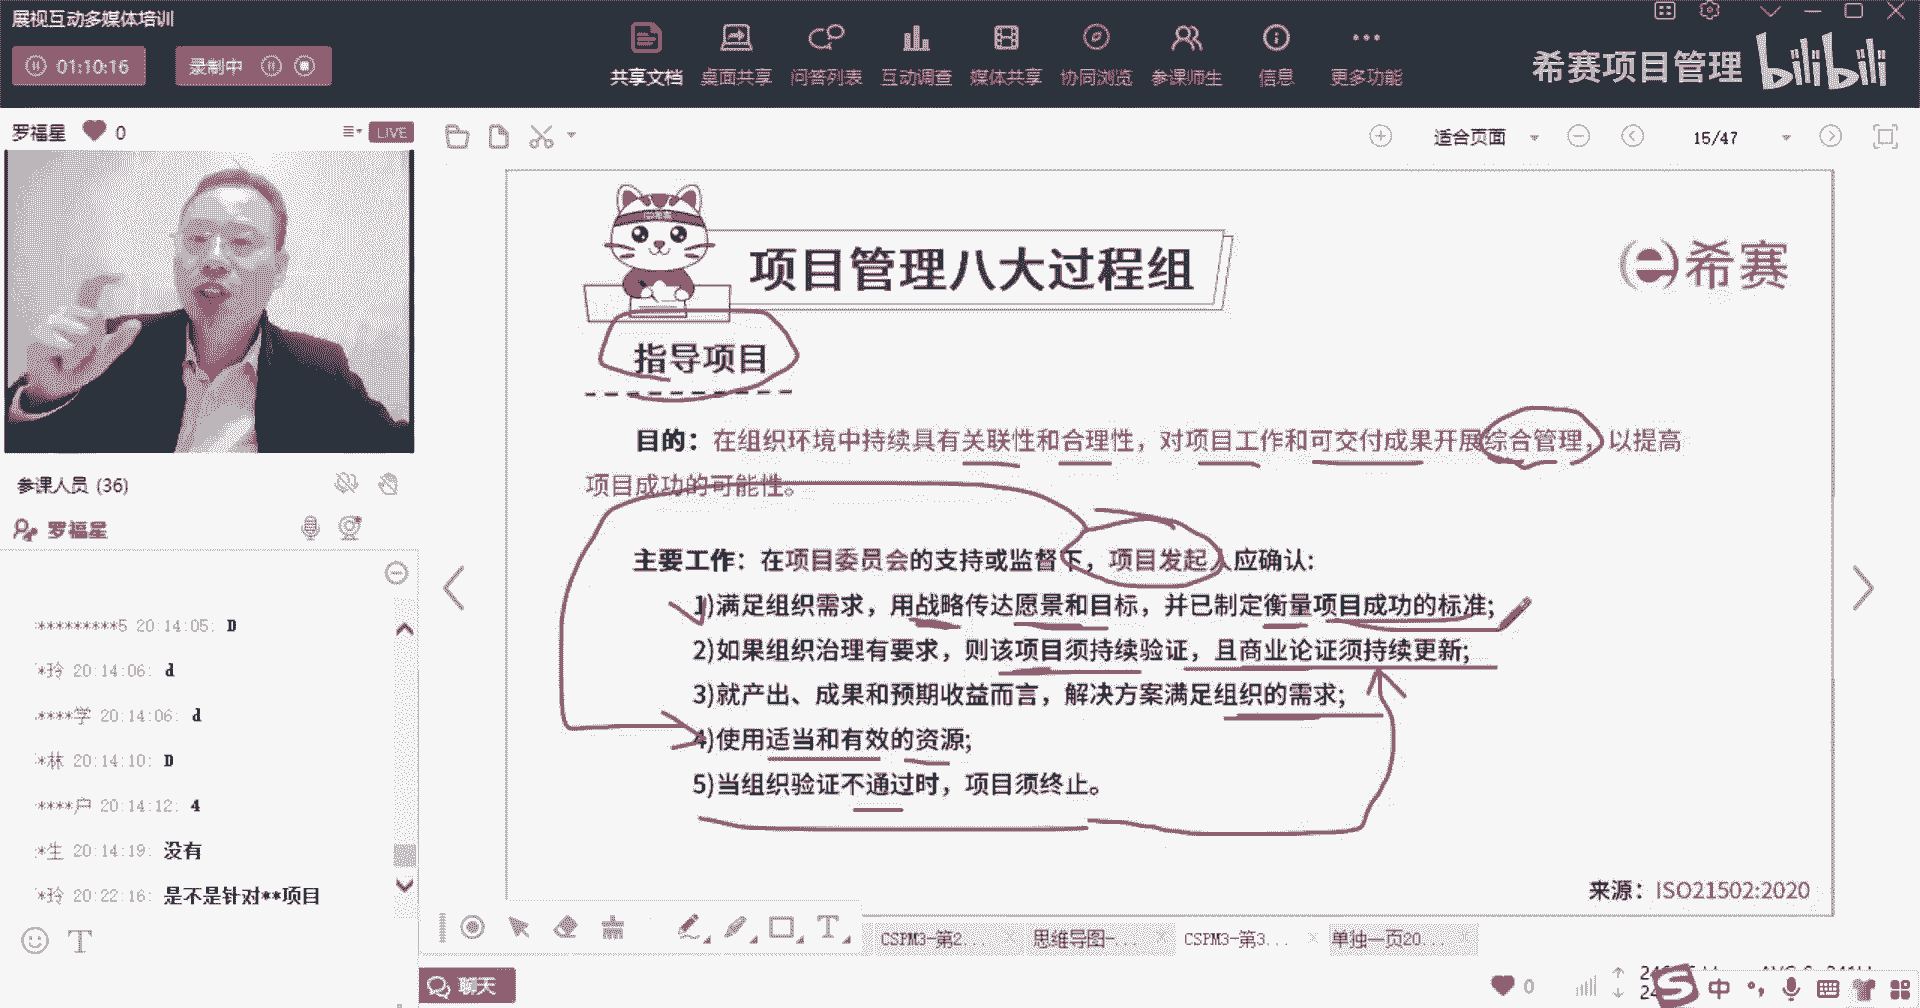 展视互动多媒体培训
01:10:16
录制中
共享文档 桌面共享 问答列表 互动调查 媒体共享 协同浏览 参课师生 信息 更多功能
希赛项目管理 bilibili
罗福星 0
LIVE
适合页面
15/47
参课人员 (36)
罗福星
*********5 20:14:05: D
*玲 20:14:06: d
****学 20:14:06: d
*林 20:14:10: D
****户 20:14:12: 4
*生 20:14:19: 没有
*玲 20:22:16: 是不是针对**项目
项目管理八大过程组
希赛
指导项目
目的：在组织环境中持续具有关联性和合理性，对项目工作和可交付成果开展综合管理，以提高
项目成功的可能性。
主要工作：在项目委员会的支持或监督下，项目发起人应确认:
1)满足组织需求，用战略传达愿景和目标，并已制定衡量项目成功的标准;
2)如果组织治理有要求，则该项目须持续验证，且商业论证须持续更新;
3)就产出、成果和预期收益而言，解决方案满足组织的需求;
4)使用适当和有效的资源;
5)当组织验证不通过时，项目须终止。
来源：ISO21502:2020
T
T
CSPM3-第2... 思维导图-... CSPM3-第3... 单独一页20...
聊天
0
中